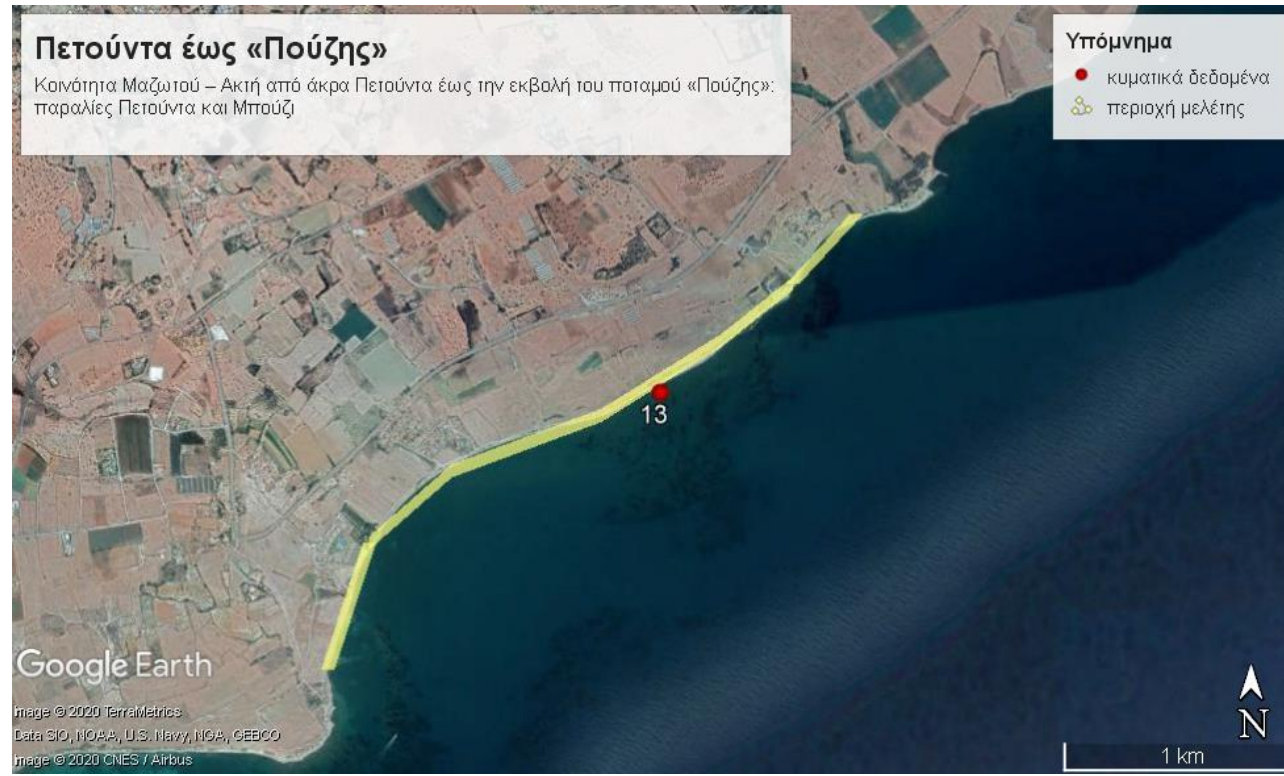 Πετούντα έως «Πούζης»
Κοινότητα Μαζωτού – Ακτή από άκρα Πετούντα έως την εκβολή του ποταμού «Πούζης»:
παραλίες Πετούντα και Μπούζι
Υπόμνημα
κυματικά δεδομένα
περιοχή μελέτης
13
Google Earth
Image © 2020 TerraMetrics
Data SIO, NOAA, U.S. Navy, NGA, GEBCO
Image © 2020 CNES / Airbus
N
1 km